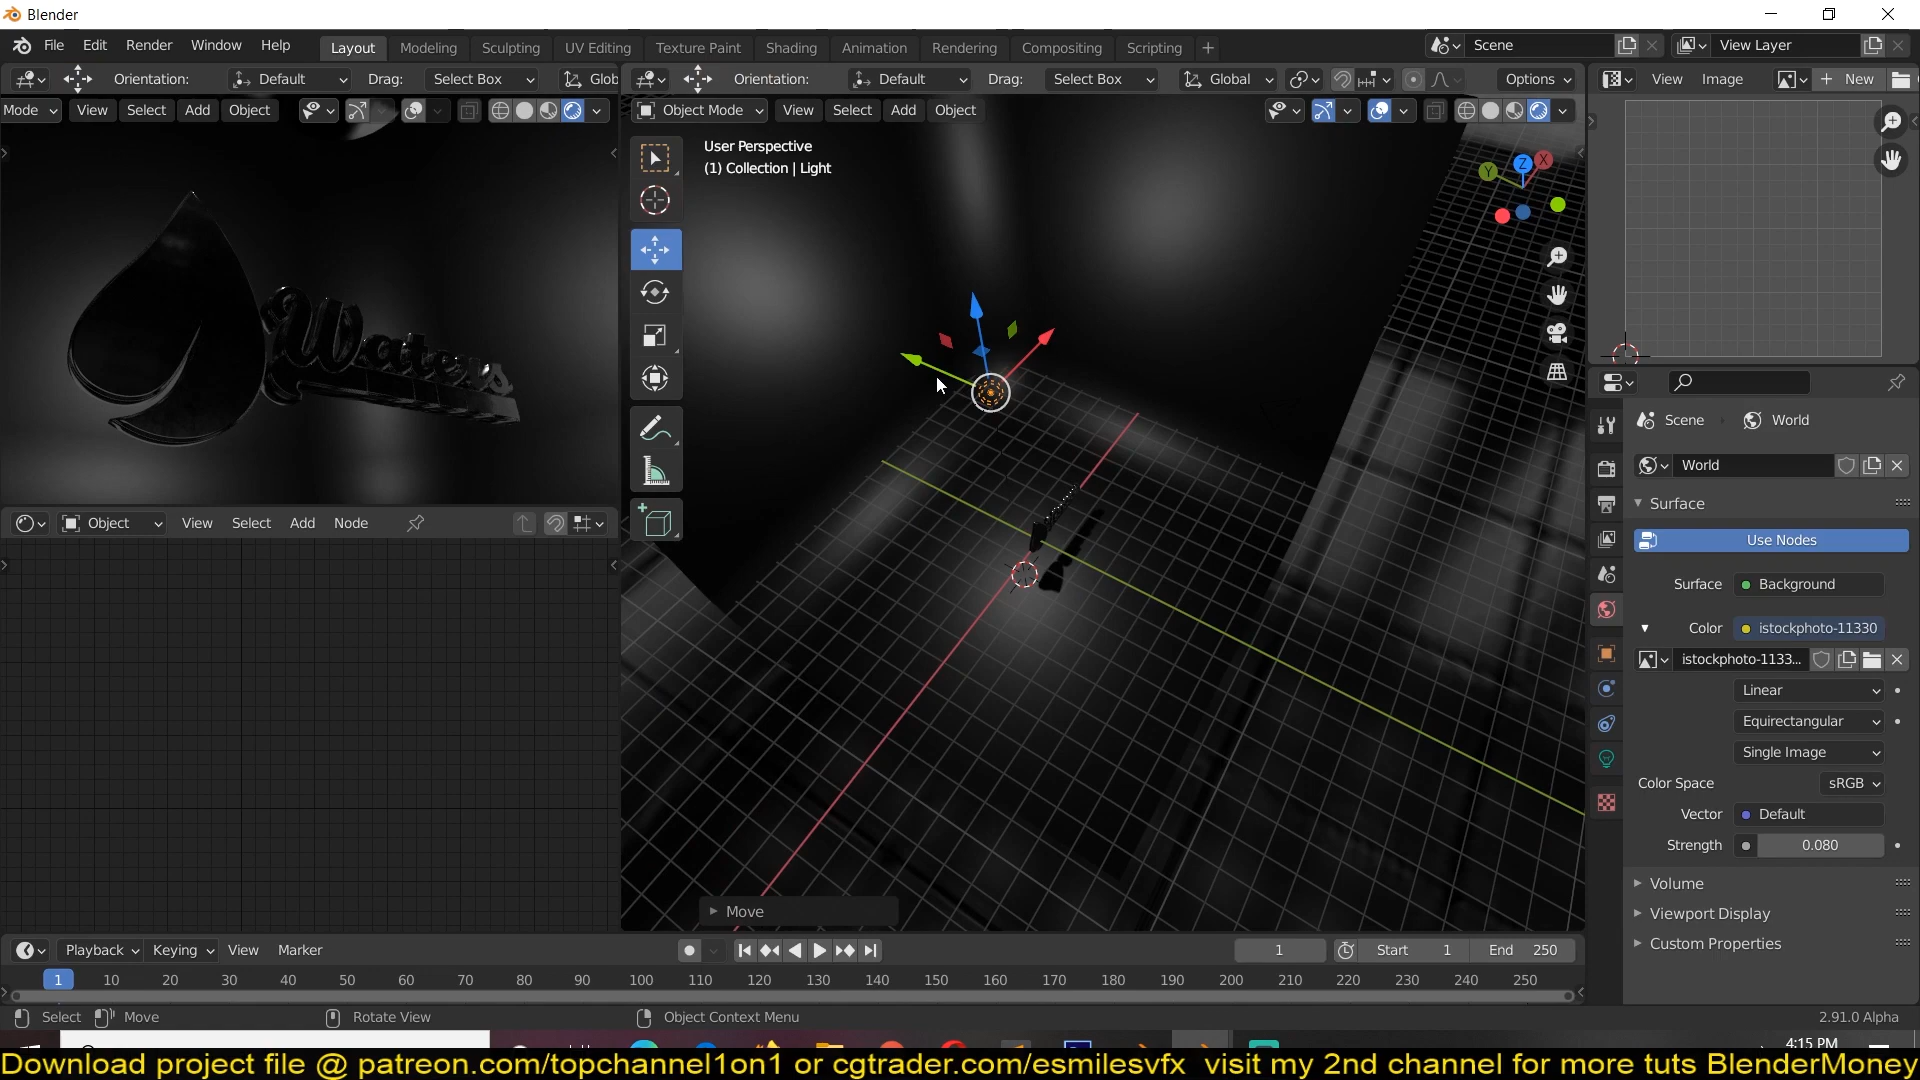 Blender
File Edit Render Window Help Layout Modeling Sculpting UV Editing Texture Paint Shading Animation Rendering Compositing Scripting + Scene View Layer
Orientation: Default Drag: Select Box Glob Orientation: Default Drag: Select Box Global Options View Image New
Mode View Select Add Object Object Mode View Select Add Object
User Perspective
(1) Collection | Light
Z X Y
Waters
Scene World
World
Surface
Object View Select Add Node
Use Nodes
Surface Background
Color istockphoto-11330
istockphoto-1133...
Linear
Equirectangular
Single Image
Color Space sRGB
Vector Default
Strength 0.080
Volume
Move
Viewport Display
Custom Properties
Playback Keying View Marker 1 Start 1 End 250
1 10 20 30 40 50 60 70 80 90 100 110 120 130 140 150 160 170 180 190 200 210 220 230 240 250
Select Move Rotate View Object Context Menu 2.91.0 Alpha
4:15 PM
Download project file @ patreon.com/topchannel1on1 or cgtrader.com/esmilesvfx visit my 2nd channel for more tuts BlenderMoney